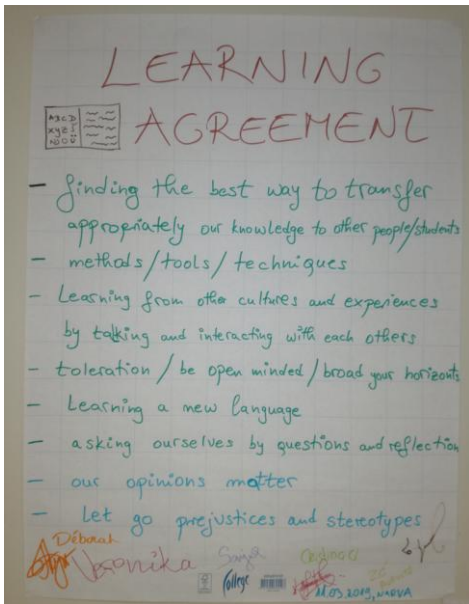 LEARNING
AGREEMENT
- finding the best way to transfer
appropriately our knowledge to other people/students
- methods/tools/techniques
- Learning from other cultures and experiences
by talking and interacting with each others
- toleration / be open minded / broad your horizonts
- Learning a new language
- asking ourselves by questions and reflection
- our opinions matter
- Let go prejustices and stereotypes
Déborah
Veronika
College
11.03.2019, NARVA